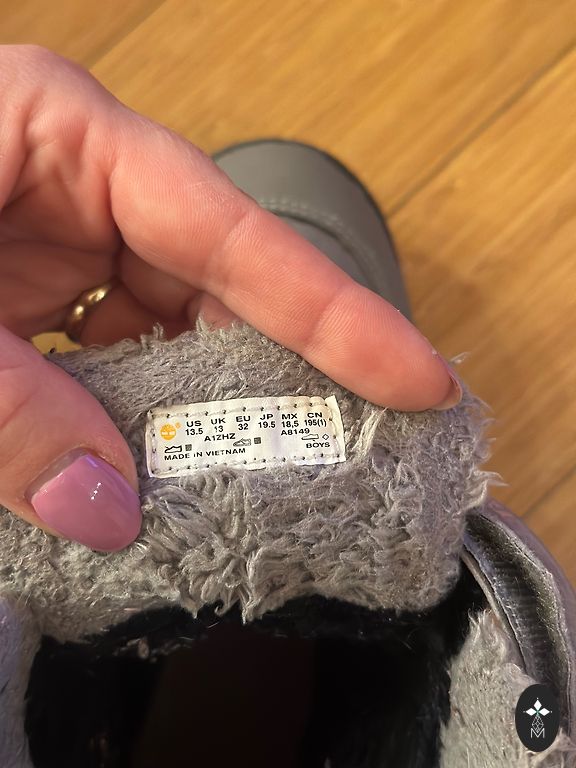 US UK EU JP MX CN
13.5 13 32 19.5 18,5 195(1)
A1ZHZ A8149
BOYS
MADE IN VIETNAM
M